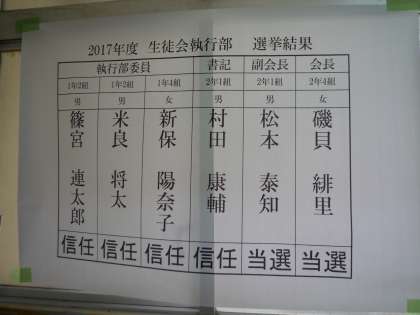 2017年度 生徒会執行部 選挙結果
執行部委員 書記 副会長 会長
1年2組 1年2組 1年4組 2年1組 2年1組 2年4組
男 男 女 男 男 女
篠宮 連太郎 米良 将太 新保 陽奈子 村田 康輔 松本 泰知 磯貝 緋里
信任 信任 信任 信任 当選 当選